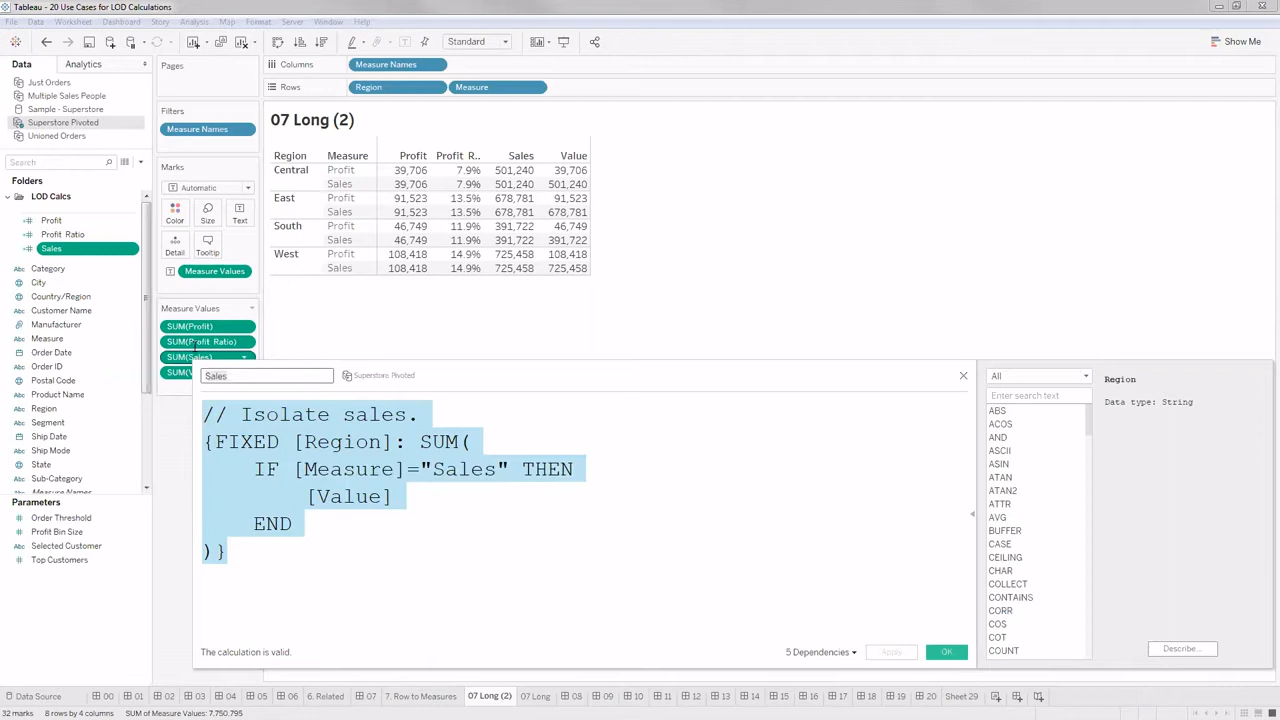 Tableau - 20 Use Cases for LOD Calculations
File Data Worksheet Dashboard Story Analysis Map Format Server Window Help
Standard
Show Me
Data Analytics
Just Orders
Multiple Sales People
Sample - Superstore
Superstore Pivoted
Unioned Orders
Search
Folders
LOD Calcs
Profit
Profit Ratio
Sales
Abc Category
City
Country/Region
Abc Customer Name
Manufacturer
Abc Measure
Order Date
Abc Order ID
Postal Code
Abc Product Name
Abc Region
Abc Segment
Ship Date
Abc Ship Mode
State
Abc Sub-Category
Abc Measure Names
Parameters
# Order Threshold
# Profit Bin Size
Abc Selected Customer
# Top Customers
Pages
Filters
Measure Names
Marks
Automatic
Color Size Text
Detail Tooltip
Measure Values
Measure Values
SUM(Profit)
SUM(Profit Ratio)
SUM(Sales)
SUM(V
Columns Measure Names
Rows Region Measure
07 Long (2)
Region Measure Profit Profit R.. Sales Value
Central Profit 39,706 7.9% 501,240 39,706
Sales 39,706 7.9% 501,240 501,240
East Profit 91,523 13.5% 678,781 91,523
Sales 91,523 13.5% 678,781 678,781
South Profit 46,749 11.9% 391,722 46,749
Sales 46,749 11.9% 391,722 391,722
West Profit 108,418 14.9% 725,458 108,418
Sales 108,418 14.9% 725,458 725,458
Sales Superstore Pivoted
// Isolate sales.
{FIXED [Region]: SUM(
IF [Measure]="Sales" THEN
[Value]
END
)}
The calculation is valid. 5 Dependencies Apply OK
All
Enter search text
ABS
ACOS
AND
ASCII
ASIN
ATAN
ATAN2
ATTR
AVG
BUFFER
CASE
CEILING
CHAR
COLLECT
CONTAINS
CORR
COS
COT
COUNT
Region
Data type: String
Describe...
Data Source 00 01 02 03 04 05 06 6. Related 07 7. Row to Measures 07 Long (2) 07 Long 08 09 10 11 12 13 14 15 16 17 18 19 20 Sheet 29
32 marks 8 rows by 4 columns SUM of Measure Values: 7,750.795